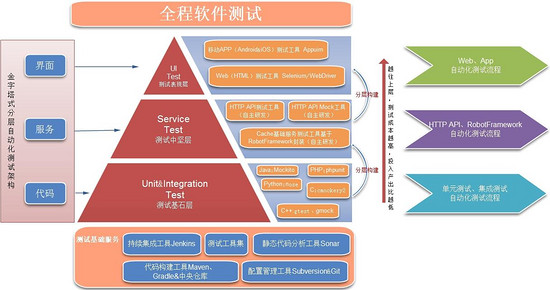 全程软件测试
金字塔式分层自动化测试架构
界面
服务
代码
UI
Test
测试表现层
Service
Test
测试中坚层
Unit&Integration
Test
测试基石层
移动APP(Android&iOS)测试工具 Appium
Web(HTML)测试工具 Selenium/WebDriver
HTTP API测试工具
(自主研发)
HTTP API Mock工具
(自主研发)
Cache基础服务测试工具基于
RobotFramework封装(自主研发)
Java:Mockito
PHP:phpunit
Python:Nose
C:cmockery2
C++:gtest、gmock
分层构建
分层构建
越往上层,测试成本越高,投入产出比越低
Web、App
自动化测试流程
HTTP API、RobotFramework
自动化测试流程
单元测试、集成测试
自动化测试流程
测试基础服务
持续集成工具Jenkins
测试工具集
静态代码分析工具Sonar
代码构建工具Maven、
Gradle&中央仓库
配置管理工具Subversion&Git